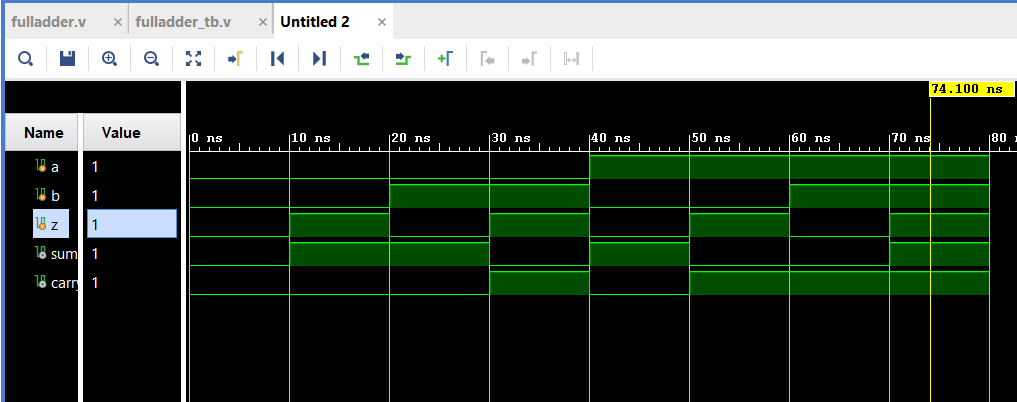 fulladder.v × fulladder_tb.v × Untitled 2 ×
74.100 ns
Name Value
0 ns 10 ns 20 ns 30 ns 40 ns 50 ns 60 ns 70 ns 80 n
a 1
b 1
z 1
sum 1
carry 1